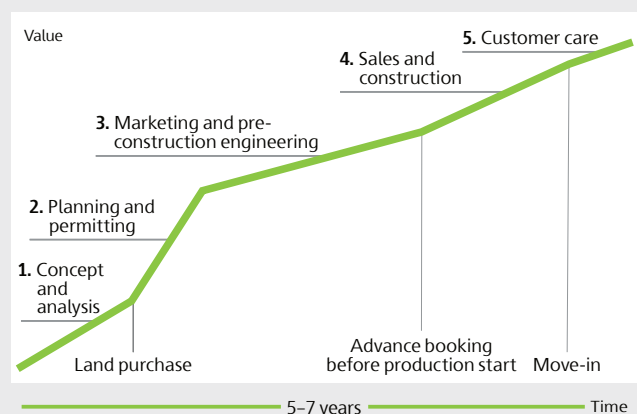 Value
5. Customer care
4. Sales and
construction
3. Marketing and pre-
construction engineering
2. Planning and
permitting
1. Concept
and
analysis
Land purchase
Advance booking
before production start
Move-in
5–7 years
Time